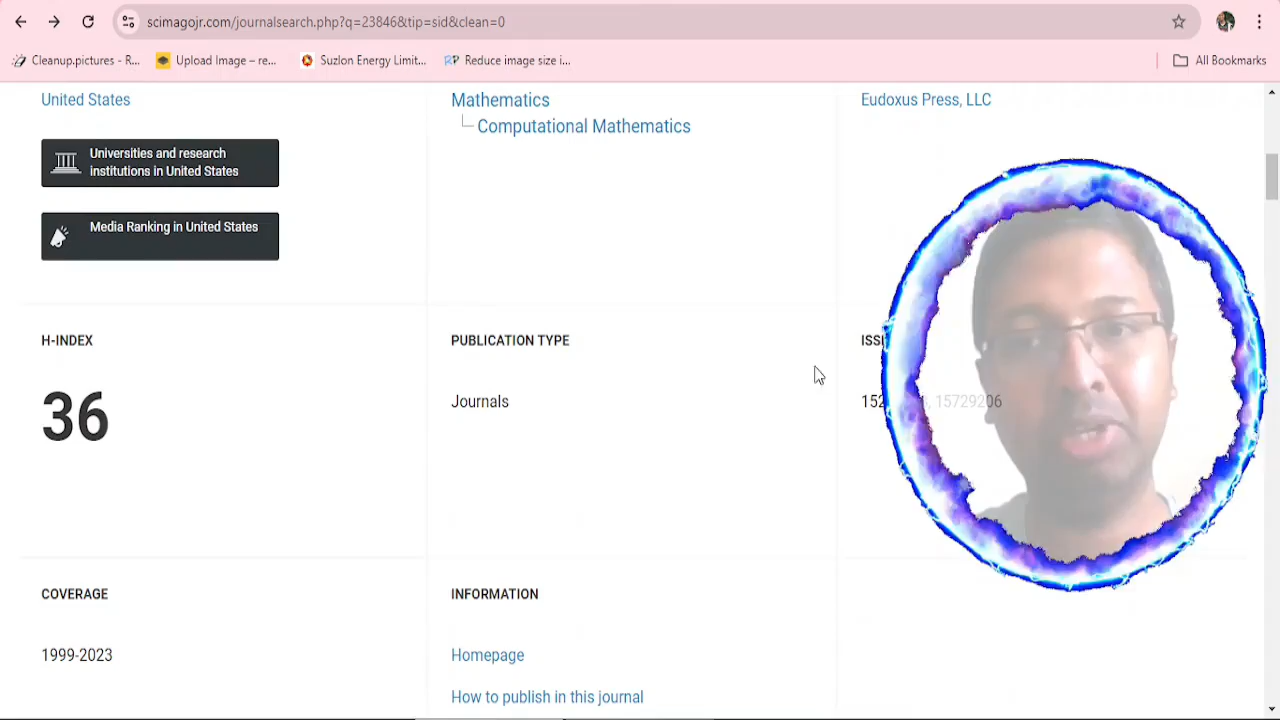 scimagojr.com/journalsearch.php?q=23846&tip=sid&clean=0
Cleanup.pictures - R...
Upload Image – re...
Suzlon Energy Limit...
RP Reduce image size i...
All Bookmarks
United States
Mathematics
Computational Mathematics
Eudoxus Press, LLC
Universities and research
institutions in United States
Media Ranking in United States
H-INDEX
PUBLICATION TYPE
36
Journals
15729206
COVERAGE
INFORMATION
1999-2023
Homepage
How to publish in this journal